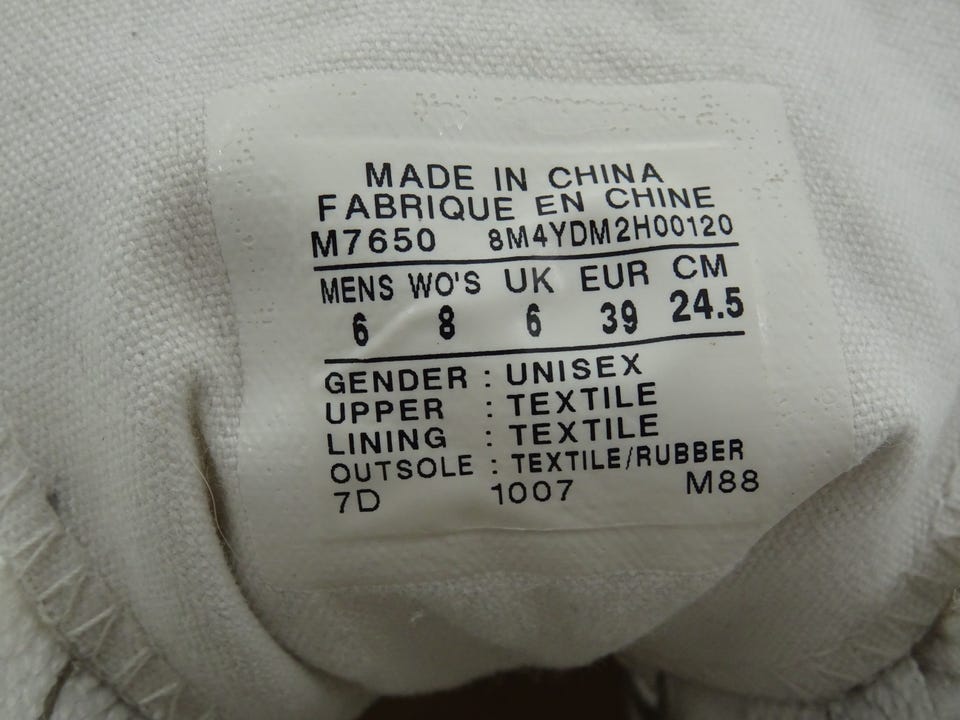 MADE IN CHINA
FABRIQUE EN CHINE
M7650 8M4YDM2H00120
MENS WO'S UK EUR CM
6 8 6 39 24.5
GENDER : UNISEX
UPPER : TEXTILE
LINING : TEXTILE
OUTSOLE : TEXTILE/RUBBER
7D 1007 M88